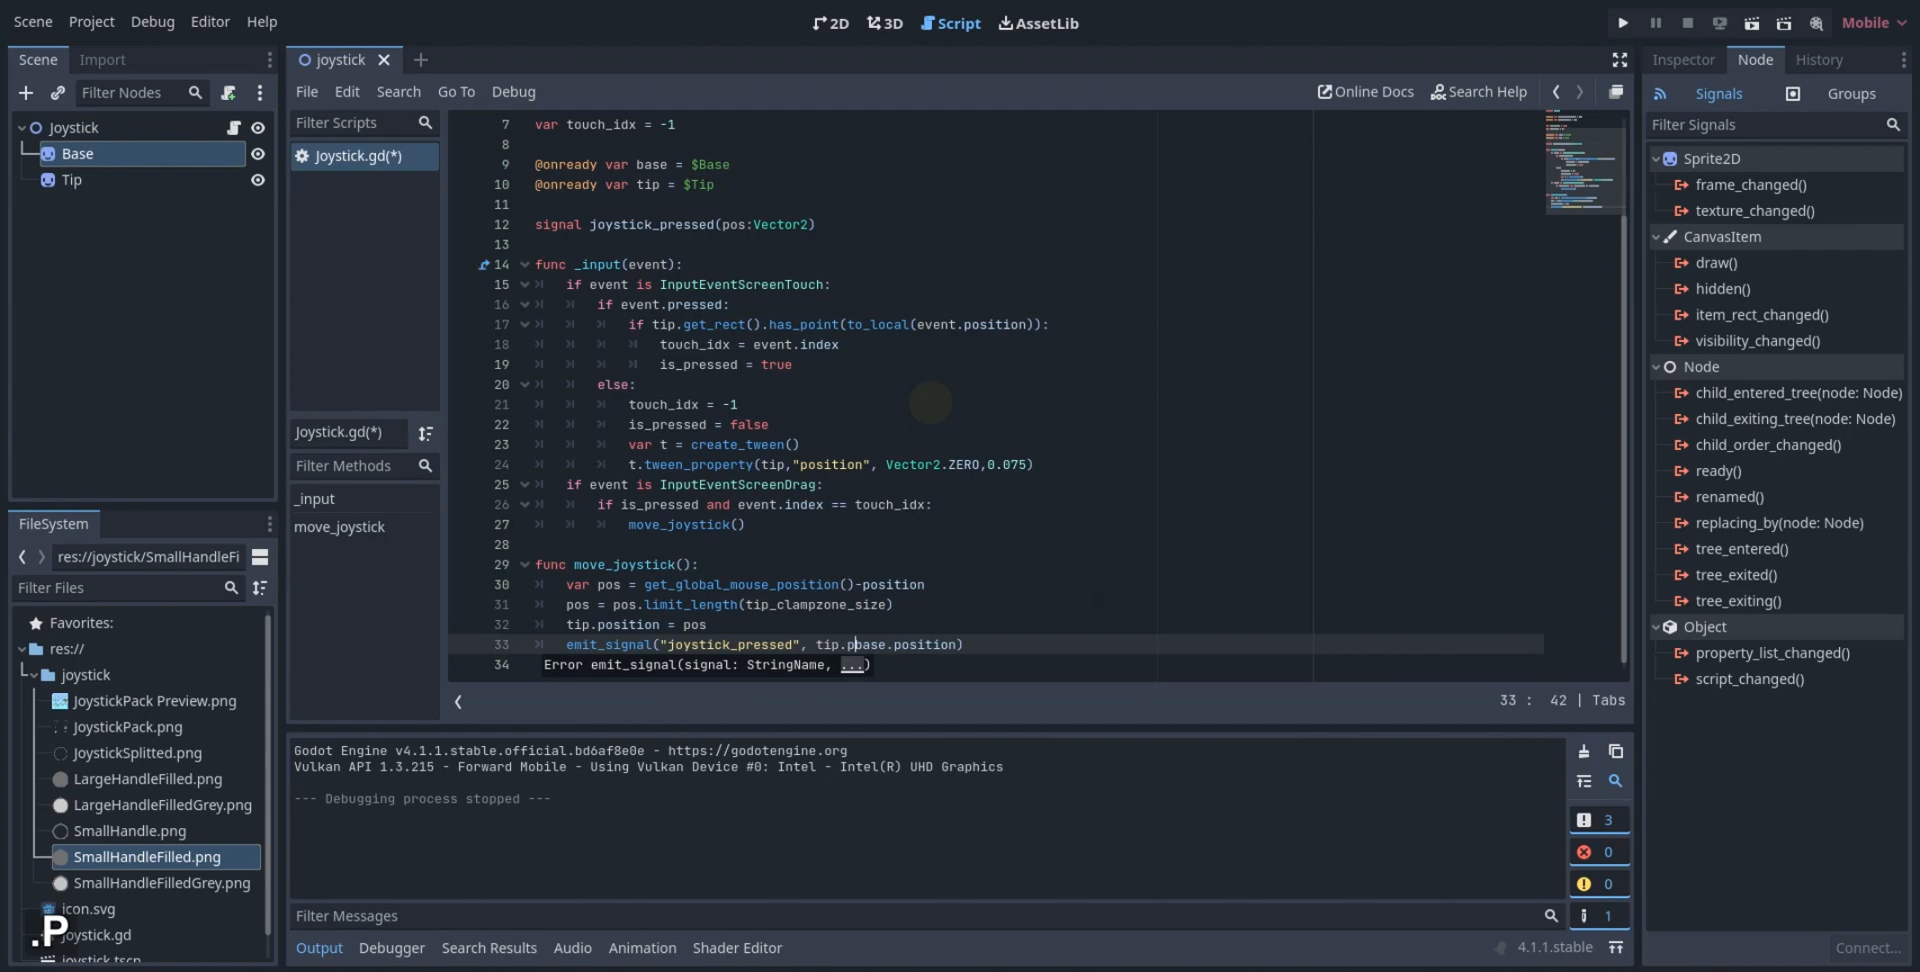 Scene Project Debug Editor Help
2D 3D Script AssetLib
Mobile
Scene Import
Filter Nodes
Joystick
Base
Tip
FileSystem
res://joystick/SmallHandleFi
Filter Files
Favorites:
res://
joystick
JoystickPack Preview.png
JoystickPack.png
JoystickSplitted.png
LargeHandleFilled.png
LargeHandleFilledGrey.png
SmallHandle.png
SmallHandleFilled.png
SmallHandleFilledGrey.png
icon.svg
joystick.gd
joystick.tscn
.P
joystick
File Edit Search Go To Debug
Online Docs Search Help
Filter Scripts
Joystick.gd(*)
Joystick.gd(*)
Filter Methods
_input
move_joystick
7 var touch_idx = -1
8
9 @onready var base = $Base
10 @onready var tip = $Tip
11
12 signal joystick_pressed(pos:Vector2)
13
14 func _input(event):
15 if event is InputEventScreenTouch:
16 if event.pressed:
17 if tip.get_rect().has_point(to_local(event.position)):
18 touch_idx = event.index
19 is_pressed = true
20 else:
21 touch_idx = -1
22 is_pressed = false
23 var t = create_tween()
24 t.tween_property(tip,"position", Vector2.ZERO,0.075)
25 if event is InputEventScreenDrag:
26 if is_pressed and event.index == touch_idx:
27 move_joystick()
28
29 func move_joystick():
30 var pos = get_global_mouse_position()-position
31 pos = pos.limit_length(tip_clampzone_size)
32 tip.position = pos
33 emit_signal("joystick_pressed", tip.pbase.position)
34 Error emit_signal(signal: StringName, ...)
33 : 42 | Tabs
Godot Engine v4.1.1.stable.official.bd6af8e0e - https://godotengine.org
Vulkan API 1.3.215 - Forward Mobile - Using Vulkan Device #0: Intel - Intel(R) UHD Graphics
--- Debugging process stopped ---
3
0
0
1
Filter Messages
Output Debugger Search Results Audio Animation Shader Editor
4.1.1.stable
Inspector Node History
Signals Groups
Filter Signals
Sprite2D
frame_changed()
texture_changed()
CanvasItem
draw()
hidden()
item_rect_changed()
visibility_changed()
Node
child_entered_tree(node: Node)
child_exiting_tree(node: Node)
child_order_changed()
ready()
renamed()
replacing_by(node: Node)
tree_entered()
tree_exited()
tree_exiting()
Object
property_list_changed()
script_changed()
Connect...